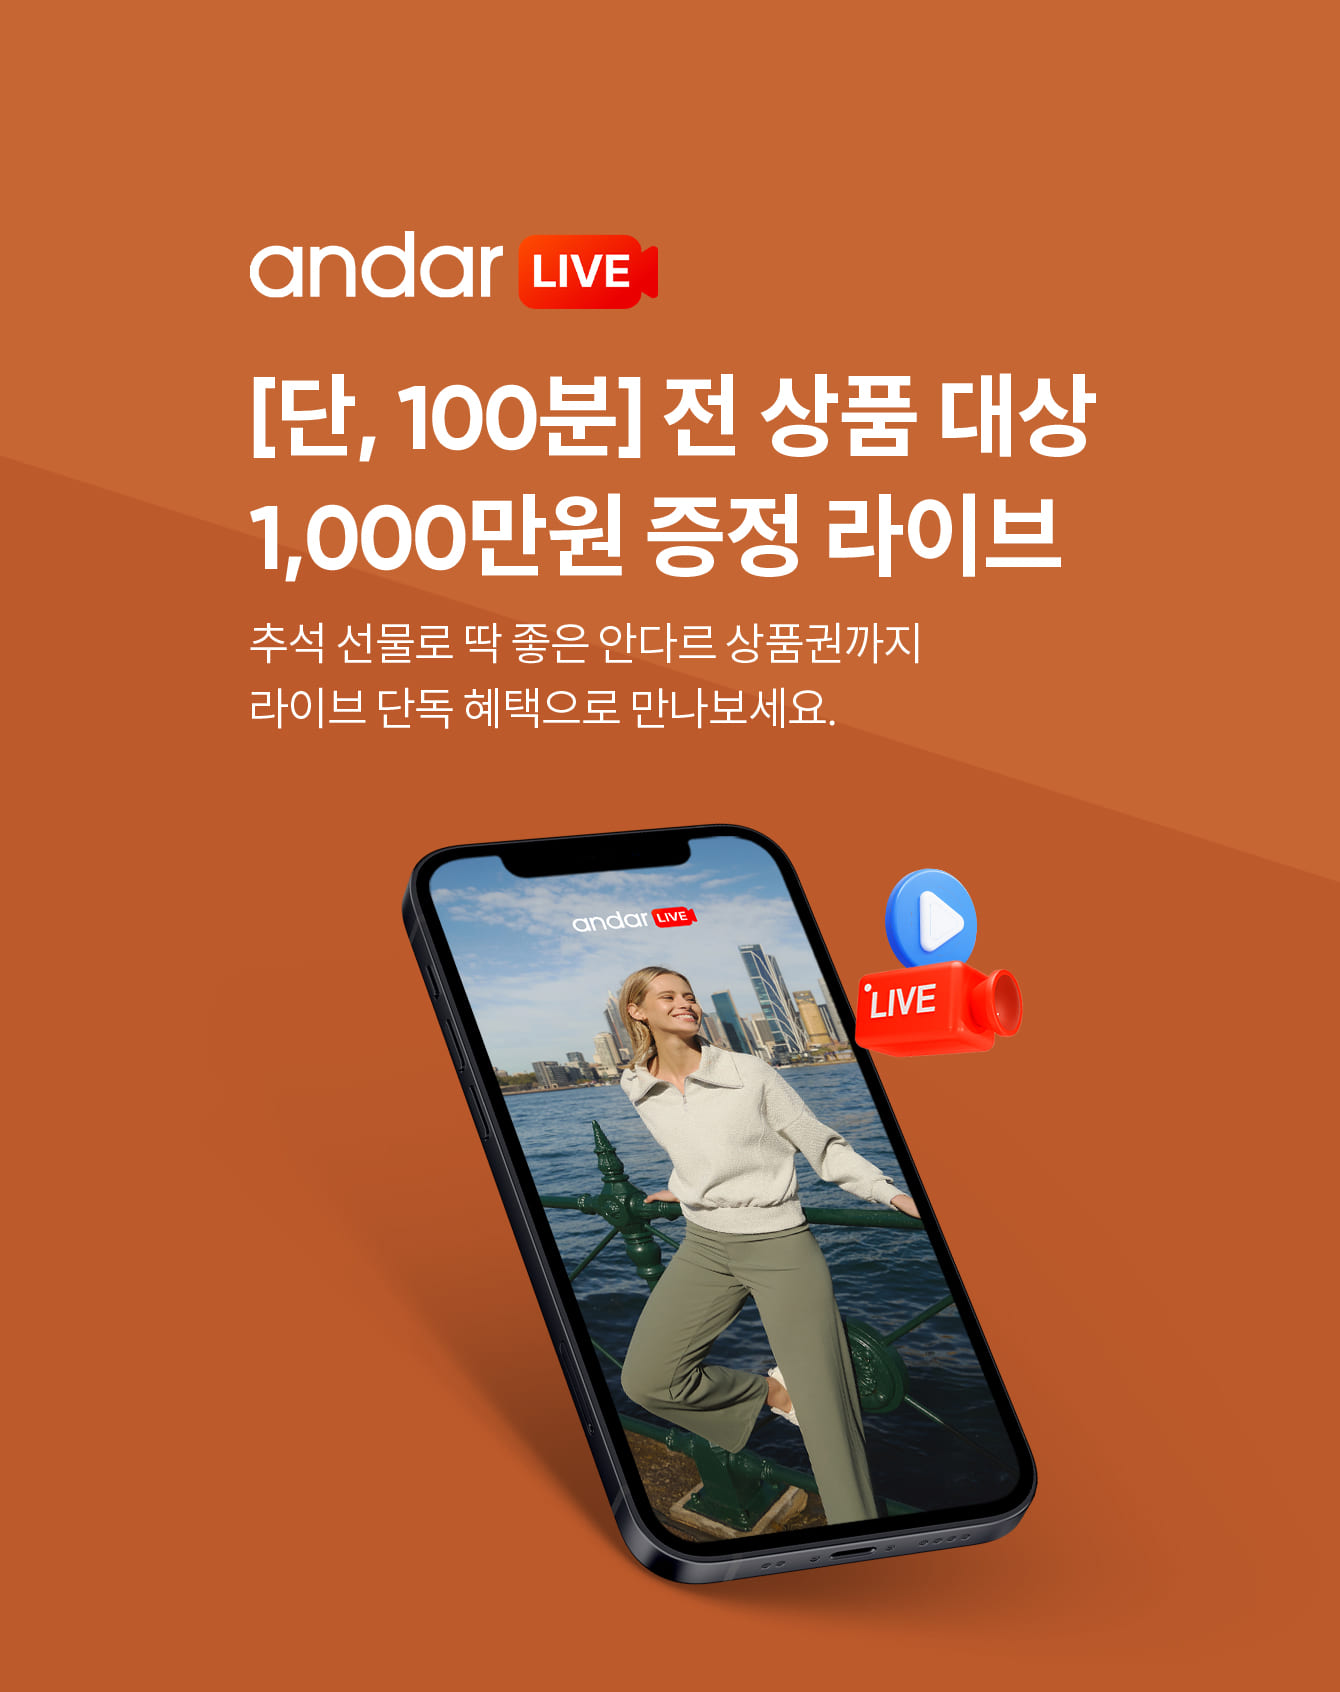 andar LIVE
[단, 100분] 전 상품 대상
1,000만원 증정 라이브
추석 선물로 딱 좋은 안다르 상품권까지
라이브 단독 혜택으로 만나보세요.
andar LIVE
LIVE